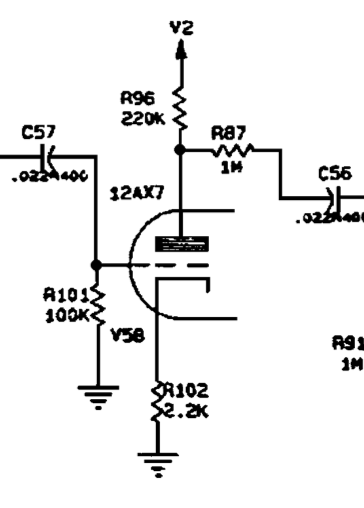 V2
R96
220K
R87
1M
C57
.022/400
12AX7
C56
.022/400
R101
100K
V5B
R91
1M
R102
2.2K